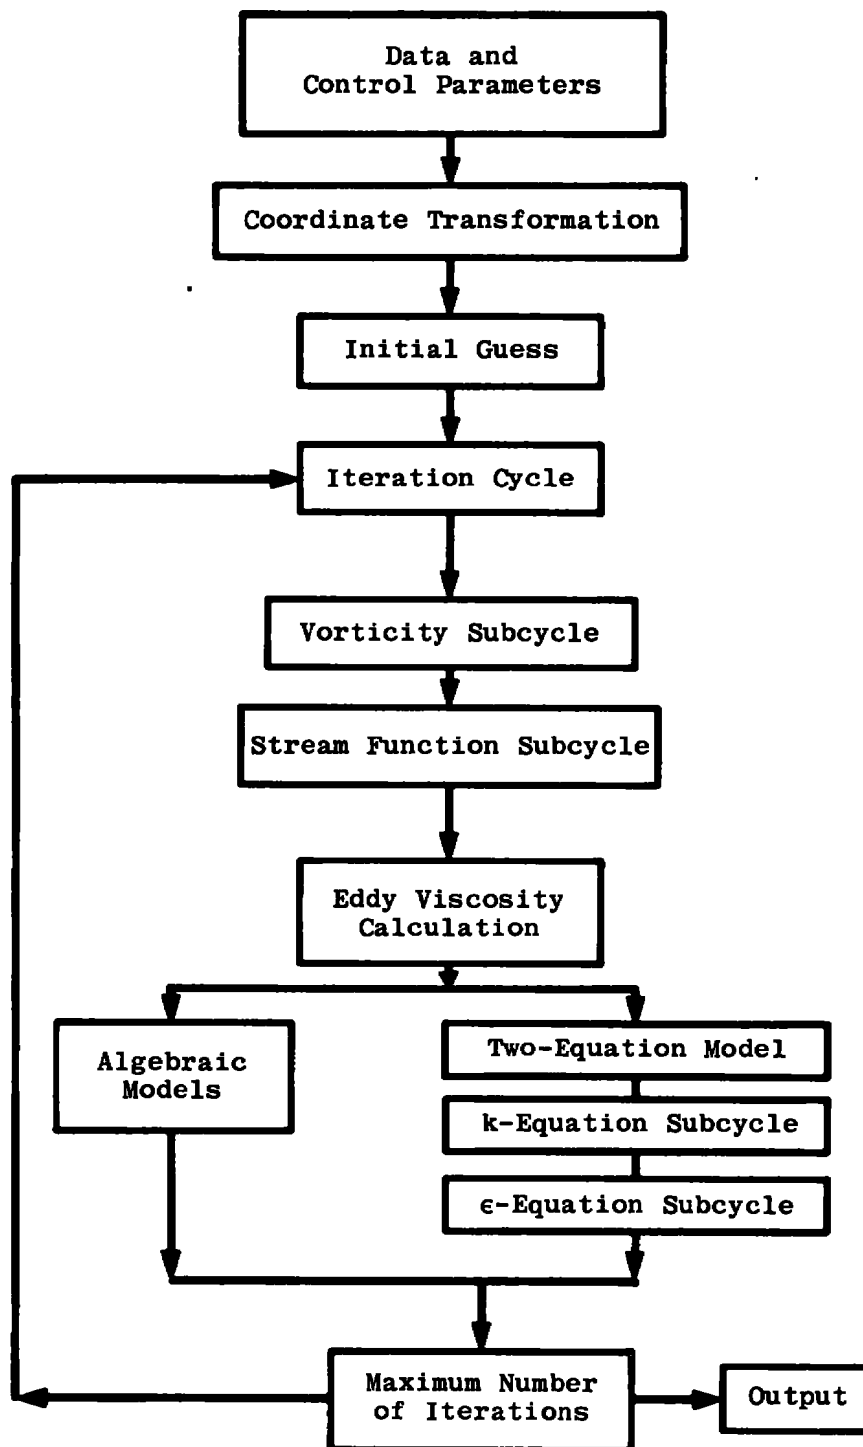 Data and
Control Parameters
Coordinate Transformation
Initial Guess
Iteration Cycle
Vorticity Subcycle
Stream Function Subcycle
Eddy Viscosity
Calculation
Algebraic
Models
Two-Equation Model
k-Equation Subcycle
ϵ-Equation Subcycle
Maximum Number
of Iterations
Output